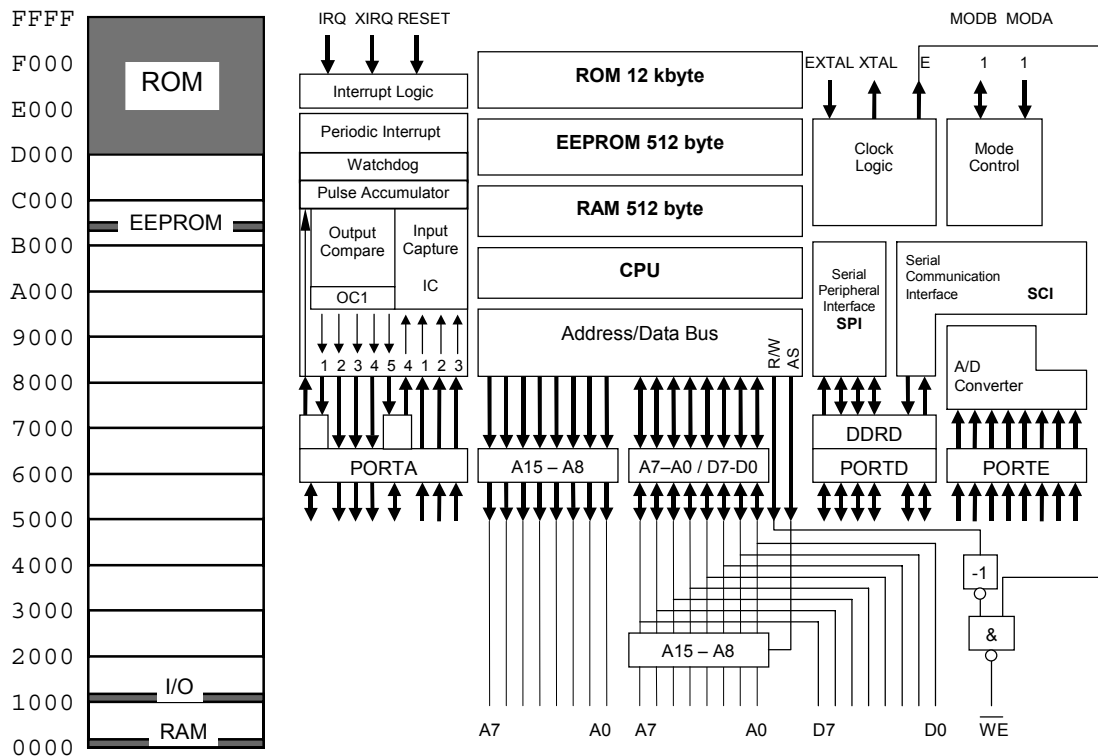 FFFF
F000
E000
D000
C000
B000
A000
9000
8000
7000
6000
5000
4000
3000
2000
1000
0000
ROM
EEPROM
I/O
RAM
IRQ XIRQ RESET
Interrupt Logic
Periodic Interrupt
Watchdog
Pulse Accumulator
Output
Compare
OC1
Input
Capture
IC
1 2 3 4 5 4 1 2 3
PORTA
ROM 12 kbyte
EEPROM 512 byte
RAM 512 byte
CPU
Address/Data Bus
R/W
AS
A15 – A8
A7–A0 / D7-D0
A15 – A8
A7 A0 A7 A0 D7 D0 WE
MODB MODA
EXTAL XTAL E 1 1
Clock
Logic
Mode
Control
Serial
Peripheral
Interface
SPI
Serial
Communication
Interface SCI
A/D
Converter
DDRD
PORTD
PORTE
-1
&